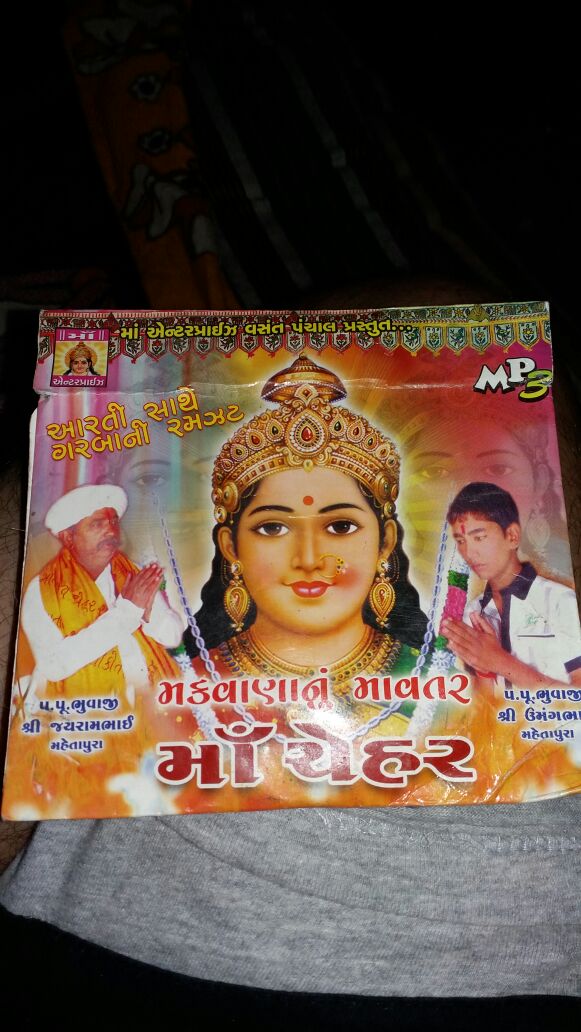 માં એન્ટરપ્રાઈઝ વસંત પંચાલ પ્રસ્તુત...
॥ માઁ ॥
એન્ટરપ્રાઈઝ
MP3
આરતી સાથે
ગરબાની રમઝટ
મકવાણાનું માવતર
માઁ ચેહર
પ.પૂ.ભુવાજી
શ્રી જયરામભાઈ
મહેતાપુરા
પ.પૂ.ભુવાજી
શ્રી ઉમંગભા
મહેતાપુરા